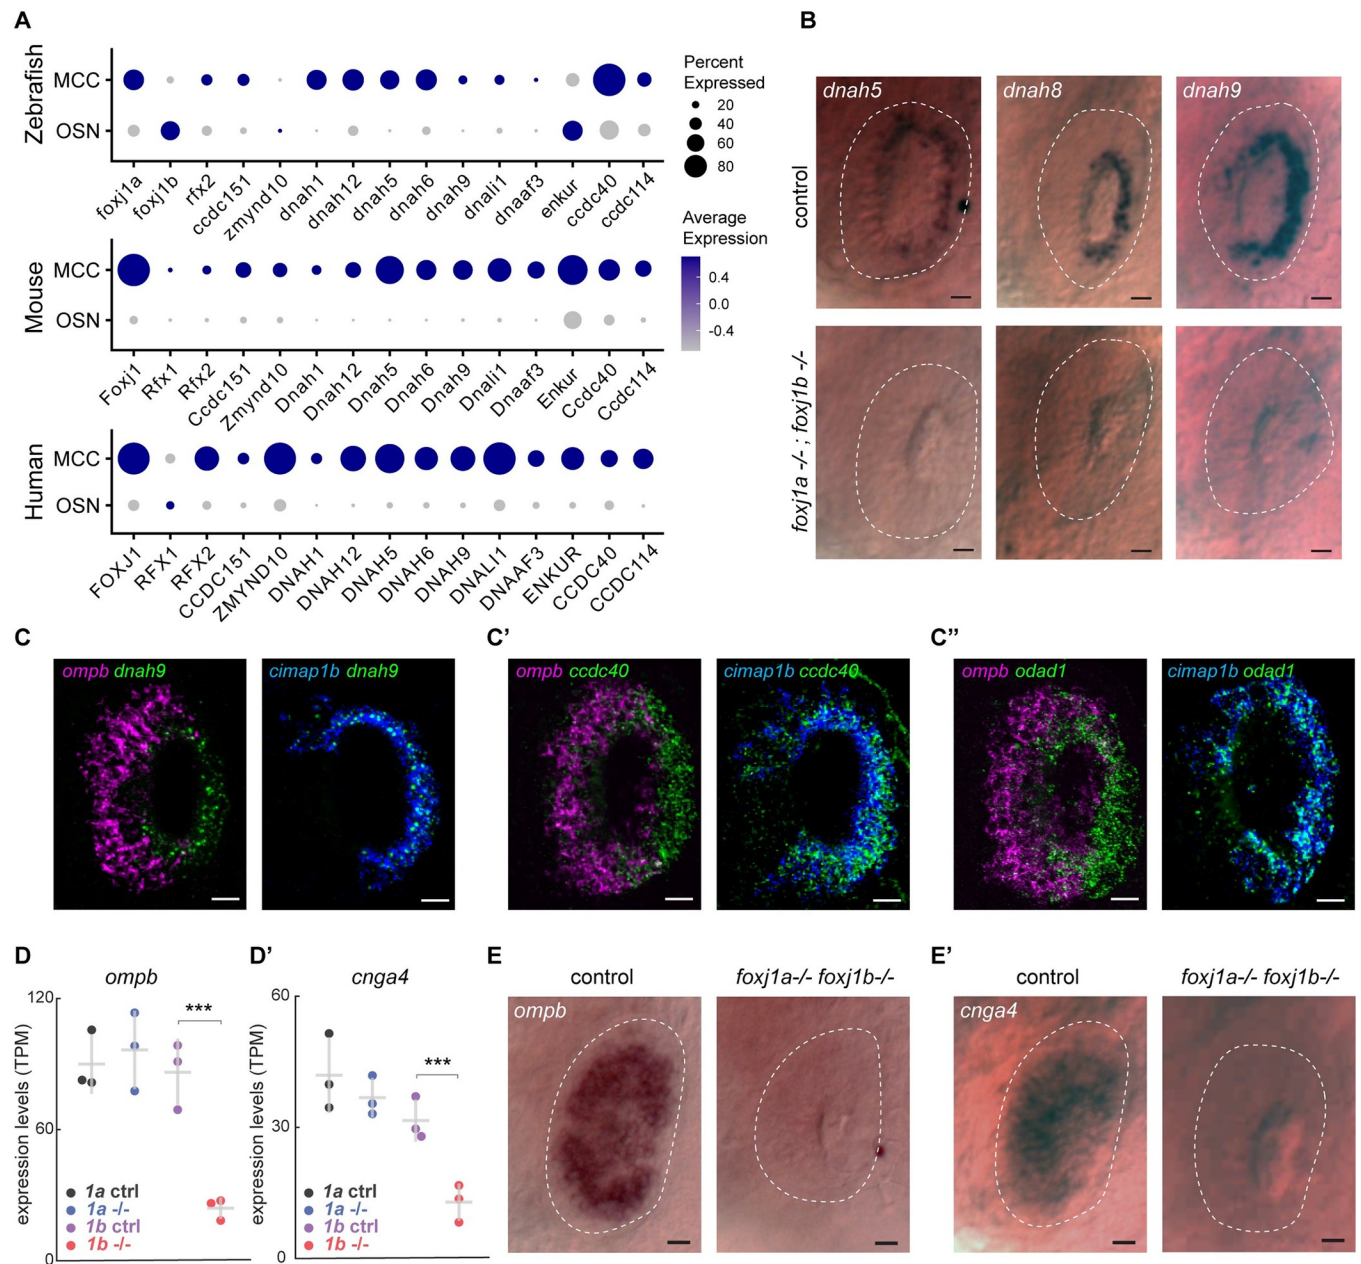 A
Zebrafish
MCC
OSN
foxj1a foxj1b rfx2 ccdc151 zmynd10 dnah1 dnah12 dnah5 dnah6 dnah9 dnali1 dnaaf3 enkur ccdc40 ccdc114
Mouse
MCC
OSN
Foxj1 Rfx1 Rfx2 Ccdc151 Zmynd10 Dnah1 Dnah12 Dnah5 Dnah6 Dnah9 Dnali1 Dnaaf3 Enkur Ccdc40 Ccdc114
Human
MCC
OSN
FOXJ1 RFX1 RFX2 CCDC151 ZMYND10 DNAH1 DNAH12 DNAH5 DNAH6 DNAH9 DNALI1 DNAAF3 ENKUR CCDC40 CCDC114
Percent
Expressed
20
40
60
80
Average
Expression
0.4
0.0
-0.4
B
control
dnah5 dnah8 dnah9
foxj1a -/- ; foxj1b -/-
C
ompb dnah9
cimap1b dnah9
C'
ompb ccdc40
cimap1b ccdc40
C"
ompb odad1
cimap1b odad1
D
ompb
expression levels (TPM)
120
60
0
***
1a ctrl
1a -/-
1b ctrl
1b -/-
D'
cnga4
expression levels (TPM)
60
30
0
***
1a ctrl
1a -/-
1b ctrl
1b -/-
E
control
foxj1a-/- foxj1b-/-
ompb
E'
control
foxj1a-/- foxj1b-/-
cnga4